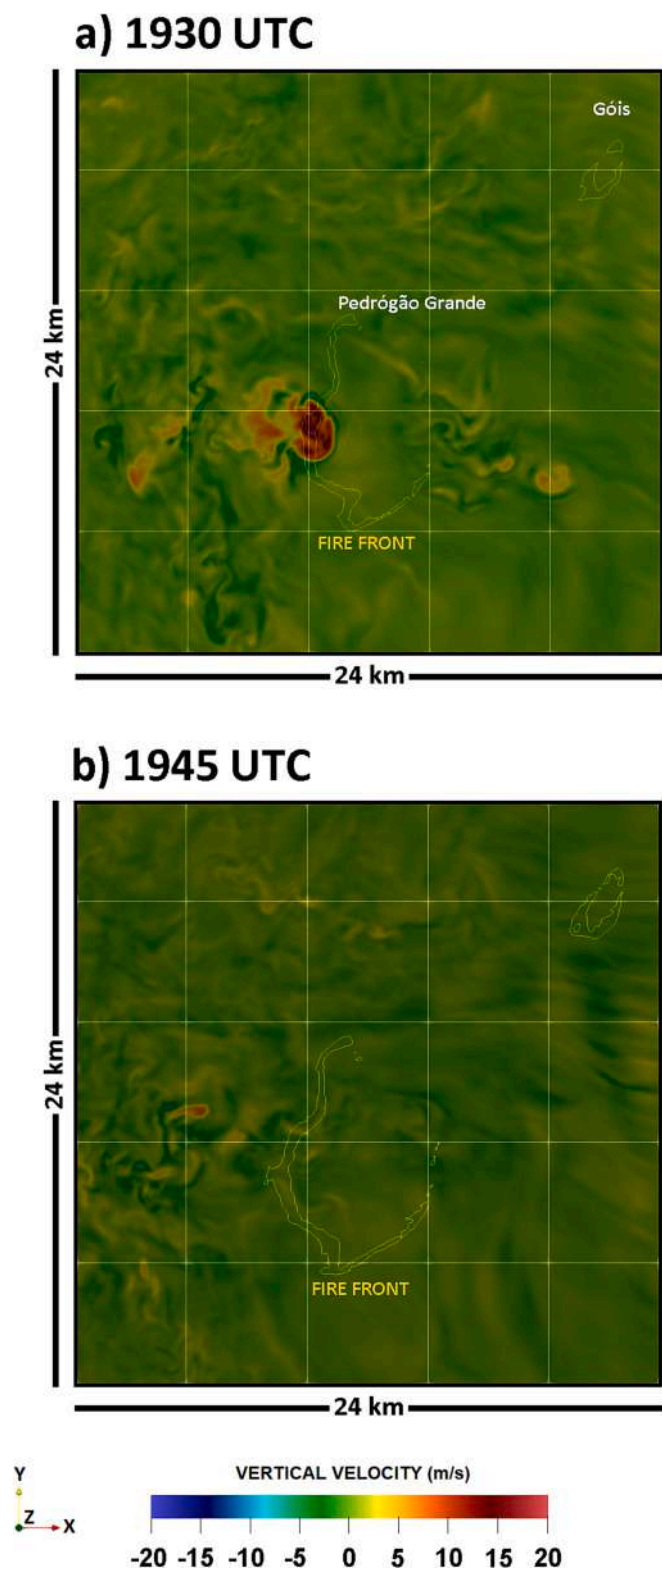 a) 1930 UTC
Góis
Pedrógão Grande
24 km
FIRE FRONT
24 km
b) 1945 UTC
24 km
FIRE FRONT
24 km
Y
Z
X
VERTICAL VELOCITY (m/s)
-20 -15 -10 -5 0 5 10 15 20